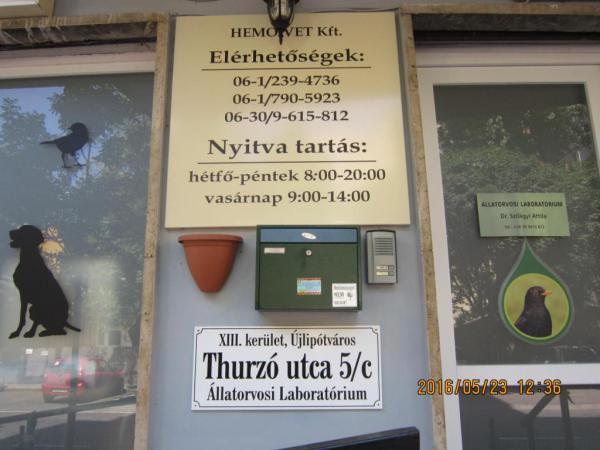 HEMO-VET Kft.
Elérhetőségek:
06-1/239-4736
06-1/790-5923
06-30/9-615-812
Nyitva tartás:
hétfő-péntek 8:00-20:00
vasárnap 9:00-14:00
ÁLLATORVOSI LABORATÓRIUM
Dr. Szilágyi Attila
XIII. kerület, Újlipótváros
Thurzó utca 5/c
Állatorvosi Laboratórium
2016/05/23 12:36